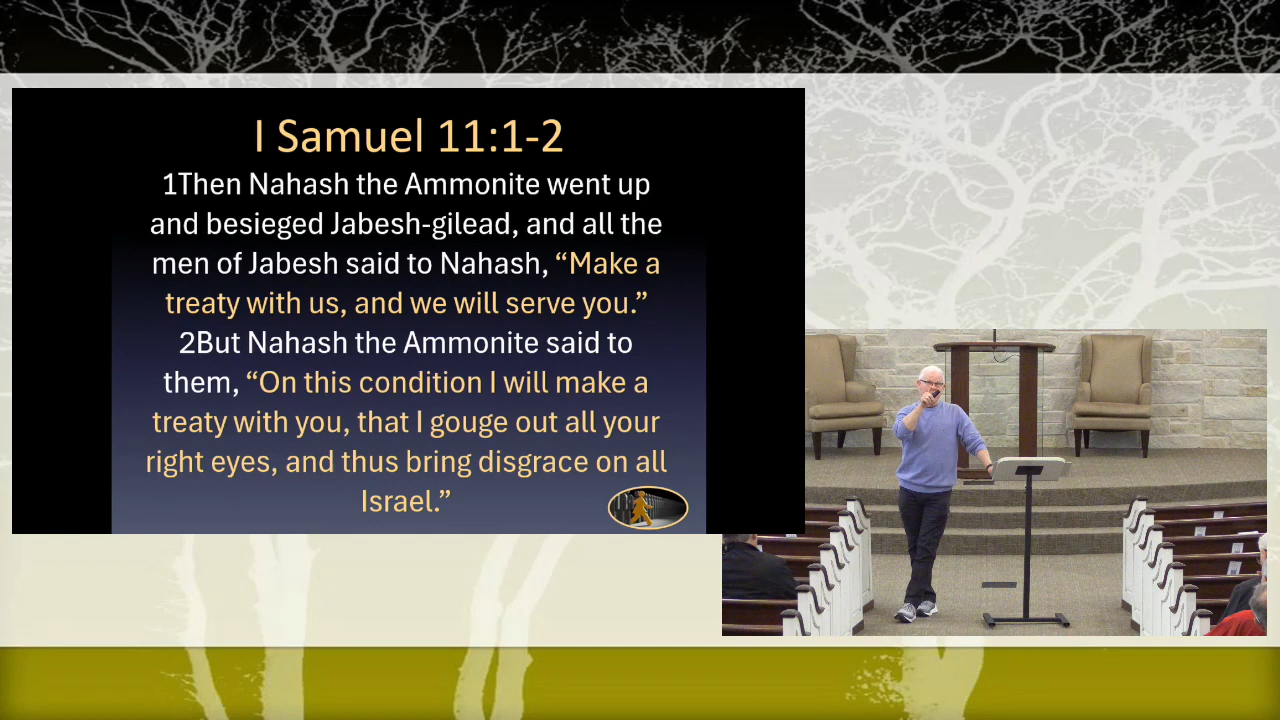 I Samuel 11:1-2
1Then Nahash the Ammonite went up
and besieged Jabesh-gilead, and all the
men of Jabesh said to Nahash, “Make a
treaty with us, and we will serve you.”
2But Nahash the Ammonite said to
them, “On this condition I will make a
treaty with you, that I gouge out all your
right eyes, and thus bring disgrace on all
Israel.”